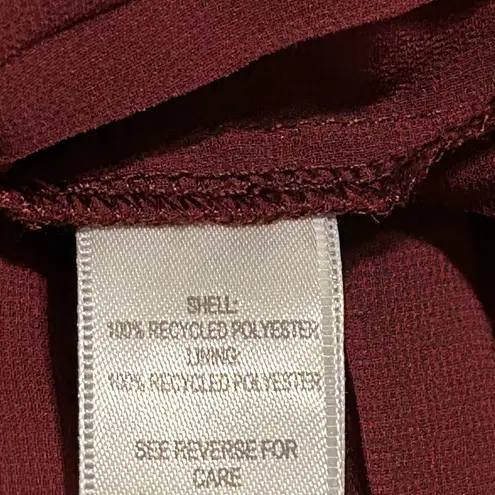 SHELL:
100% RECYCLED POLYESTER
LINING:
100% RECYCLED POLYESTER
SEE REVERSE FOR
CARE